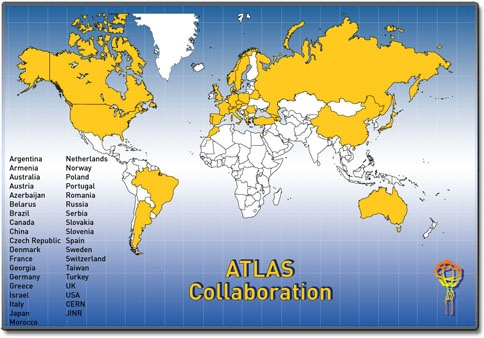 Argentina
Armenia
Australia
Austria
Azerbaijan
Belarus
Brazil
Canada
China
Czech Republic
Denmark
France
Georgia
Germany
Greece
Israel
Italy
Japan
Morocco
Netherlands
Norway
Poland
Portugal
Romania
Russia
Serbia
Slovakia
Slovenia
Spain
Sweden
Switzerland
Taiwan
Turkey
UK
USA
CERN
JINR
ATLAS
Collaboration